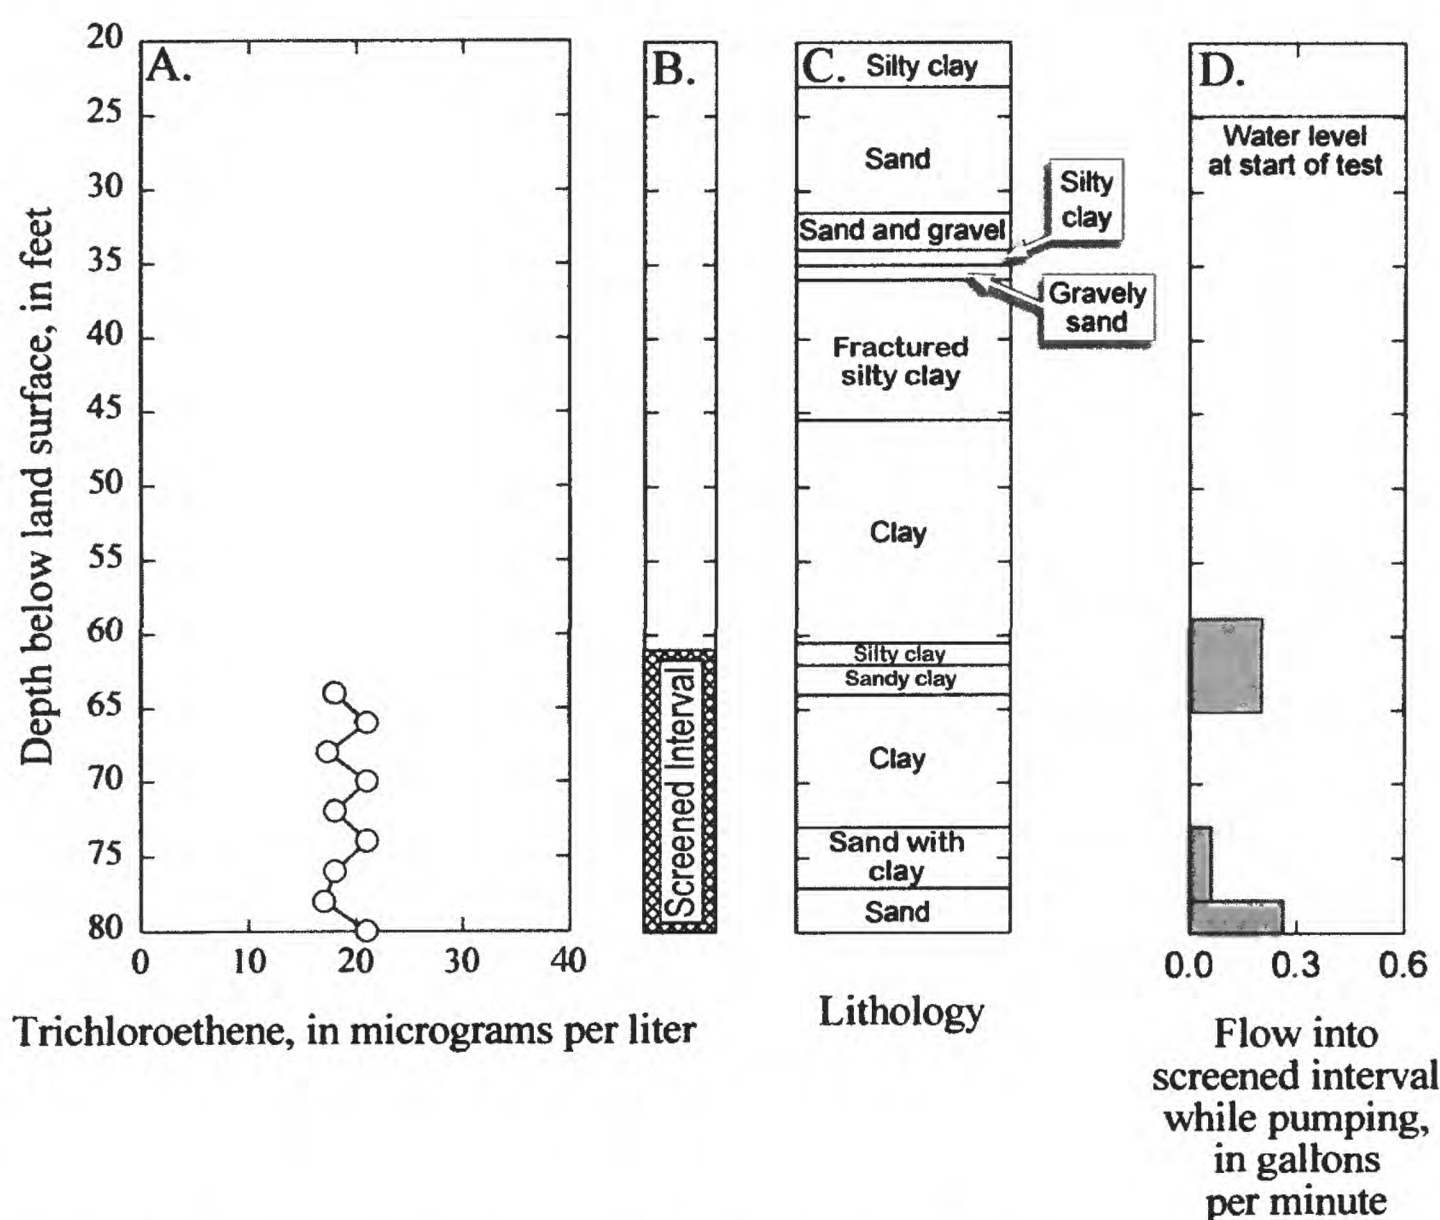 20
25
30
35
40
45
50
55
60
65
70
75
80
Depth below land surface, in feet
A.
0 10 20 30 40
Trichloroethene, in micrograms per liter
B.
Screened Interval
C. Silty clay
Sand
Sand and gravel
Silty
clay
Gravely
sand
Fractured
silty clay
Clay
Silty clay
Sandy clay
Clay
Sand with
clay
Sand
Lithology
D.
Water level
at start of test
0.0 0.3 0.6
Flow into
screened interval
while pumping,
in gallons
per minute